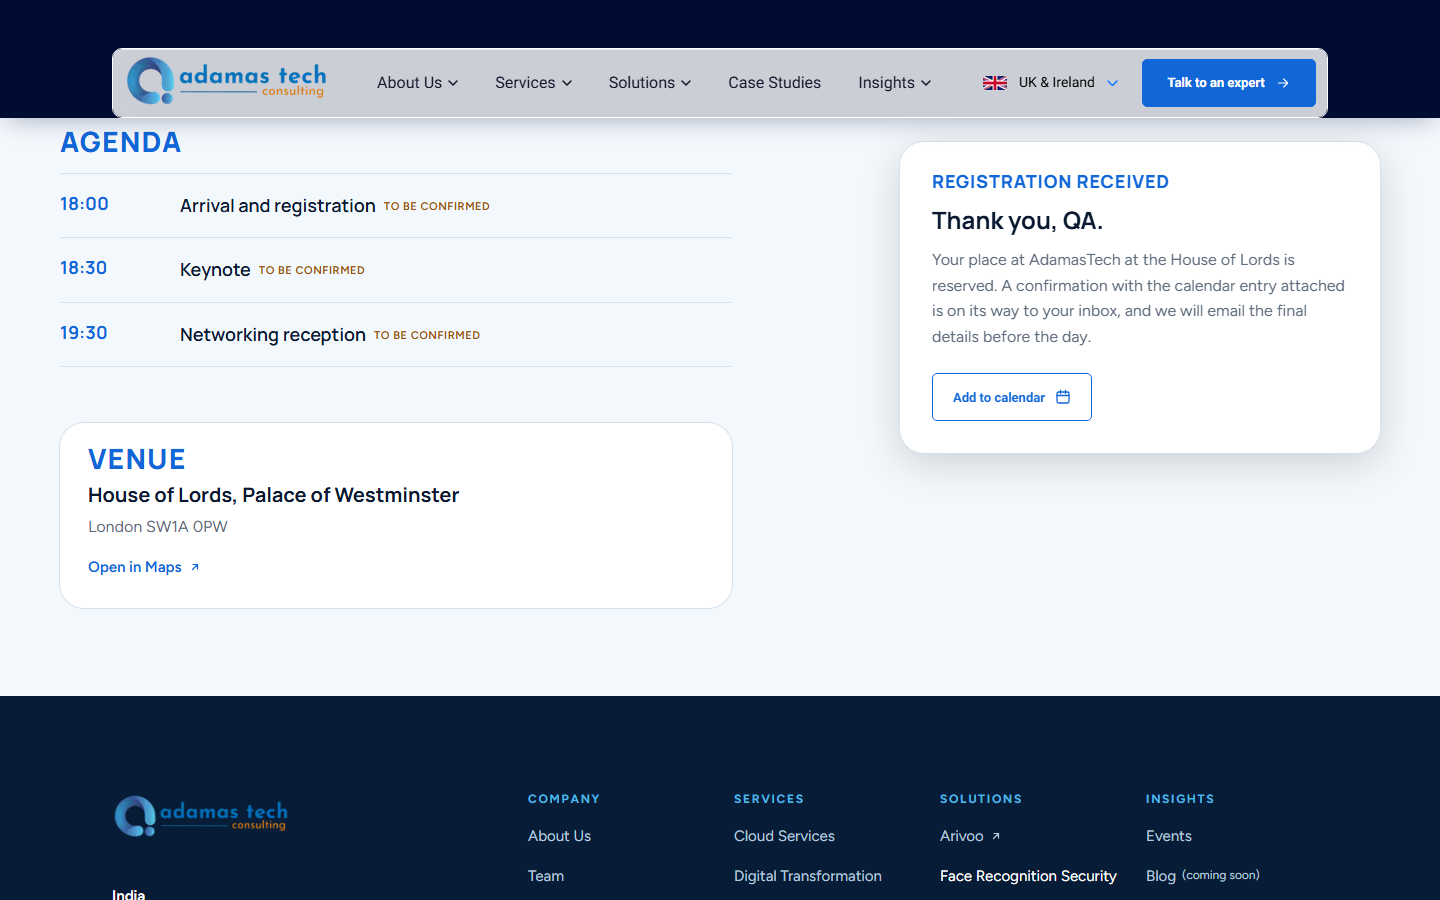 adamas tech
consulting
About Us
Services
Solutions
Case Studies
Insights
UK & Ireland
Talk to an expert
AGENDA
18:00 Arrival and registration TO BE CONFIRMED
18:30 Keynote TO BE CONFIRMED
19:30 Networking reception TO BE CONFIRMED
VENUE
House of Lords, Palace of Westminster
London SW1A 0PW
Open in Maps
REGISTRATION RECEIVED
Thank you, QA.
Your place at AdamasTech at the House of Lords is
reserved. A confirmation with the calendar entry attached
is on its way to your inbox, and we will email the final
details before the day.
Add to calendar
adamas tech
consulting
India
COMPANY
About Us
Team
SERVICES
Cloud Services
Digital Transformation
SOLUTIONS
Arivoo
Face Recognition Security
INSIGHTS
Events
Blog (coming soon)